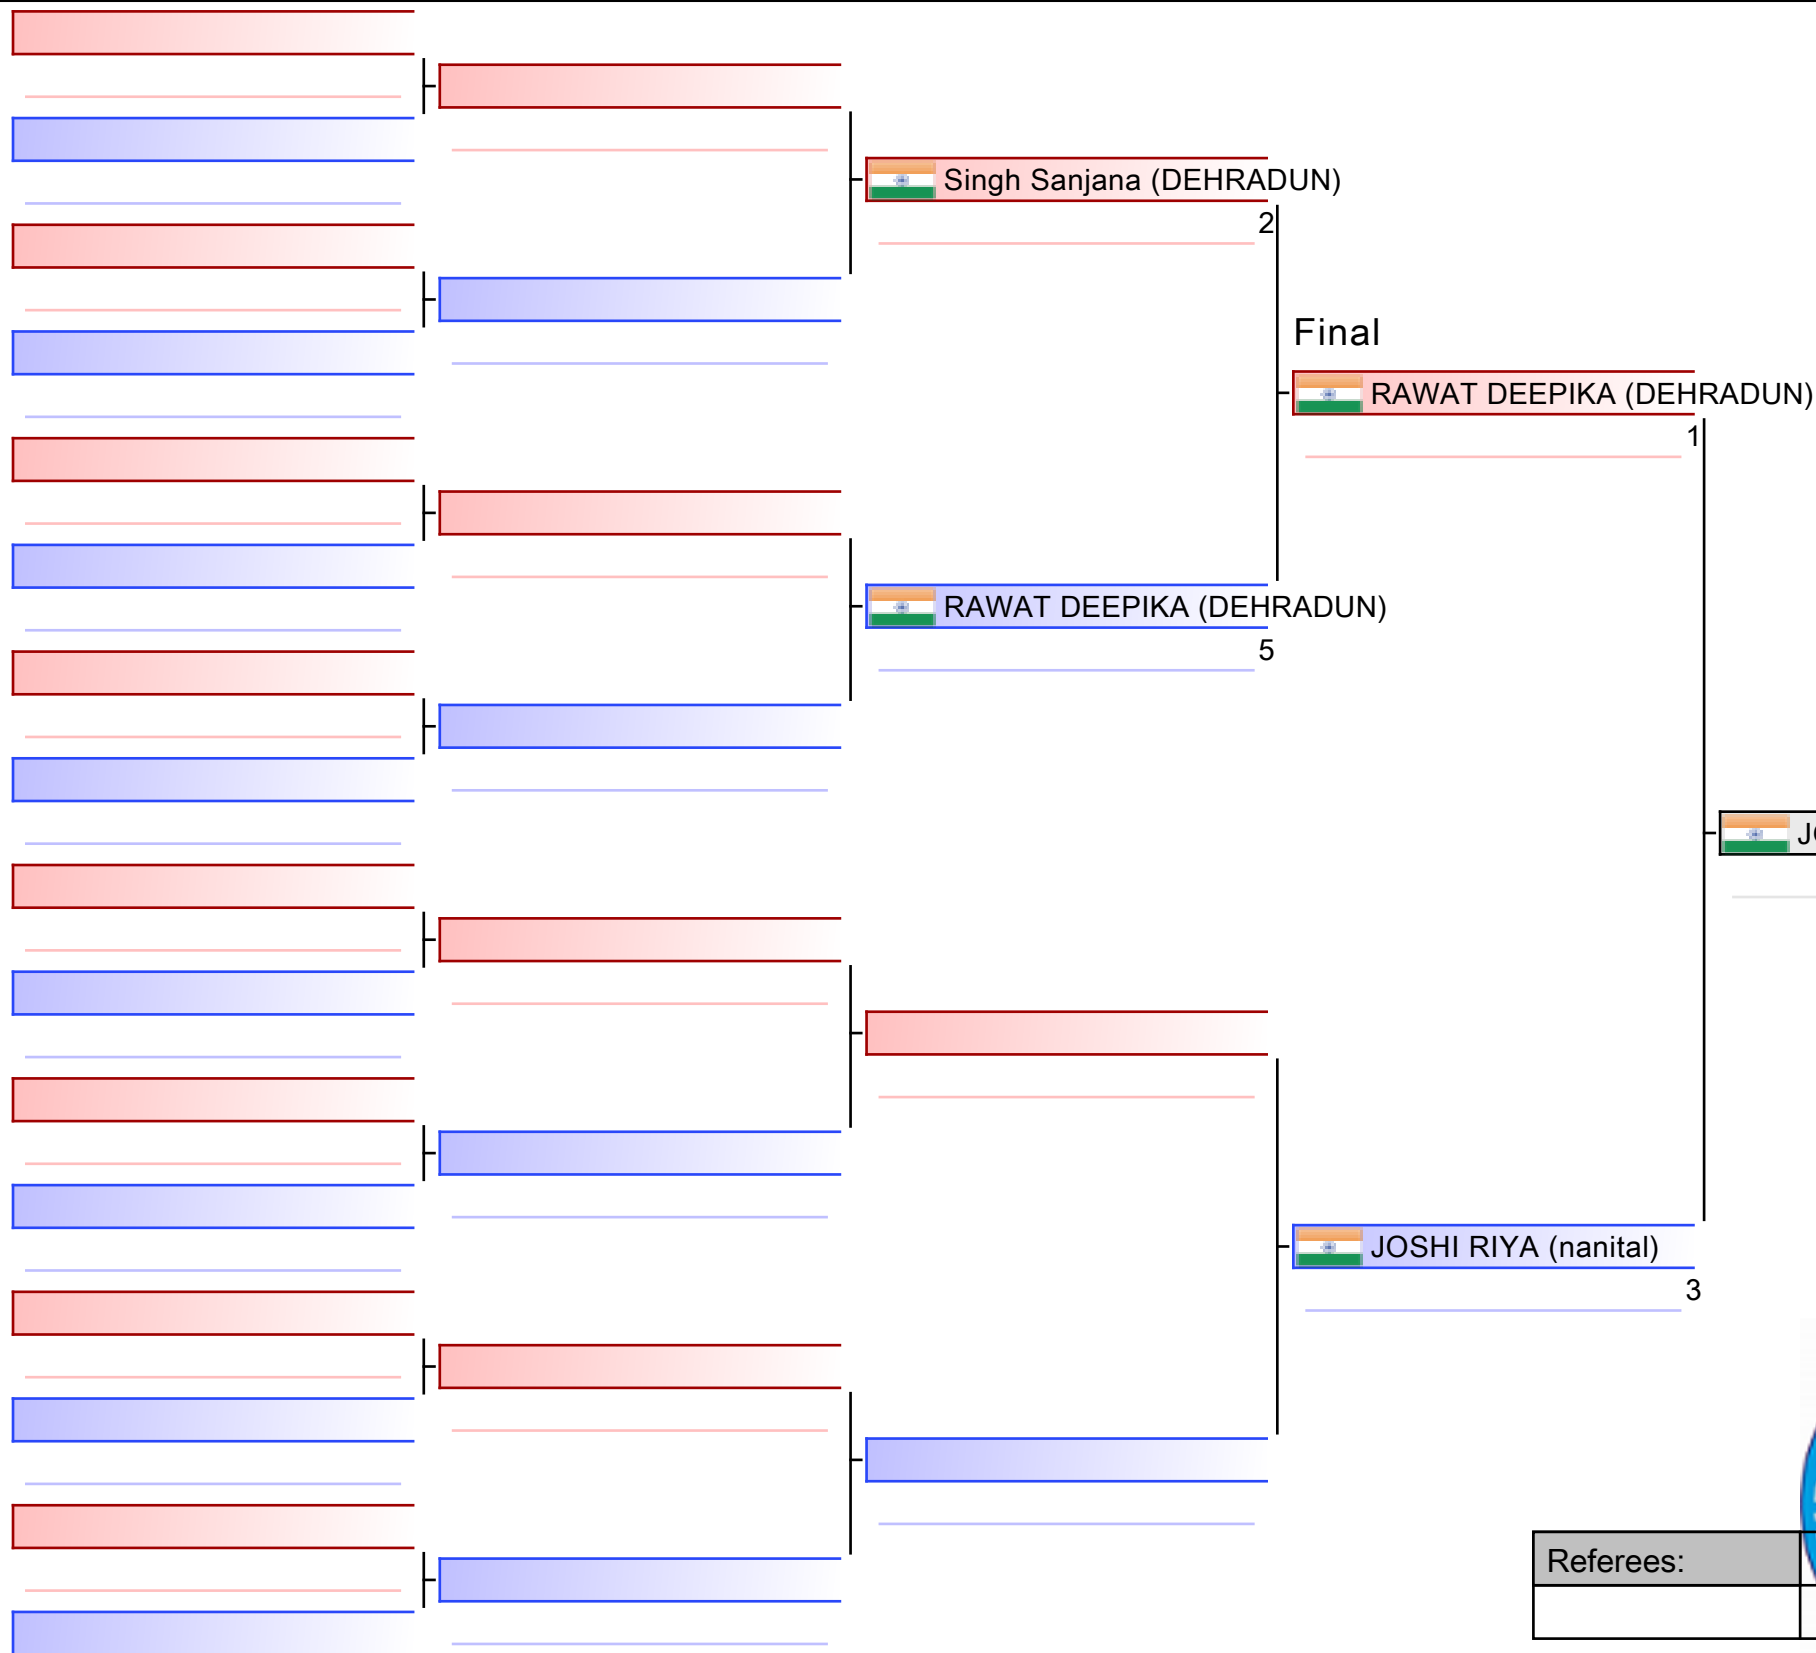 Singh Sanjana (DEHRADUN)
2
Final
RAWAT DEEPIKA (DEHRADUN)
1
RAWAT DEEPIKA (DEHRADUN)
5
JOSHI RIYA (nanital)
3
Referees: